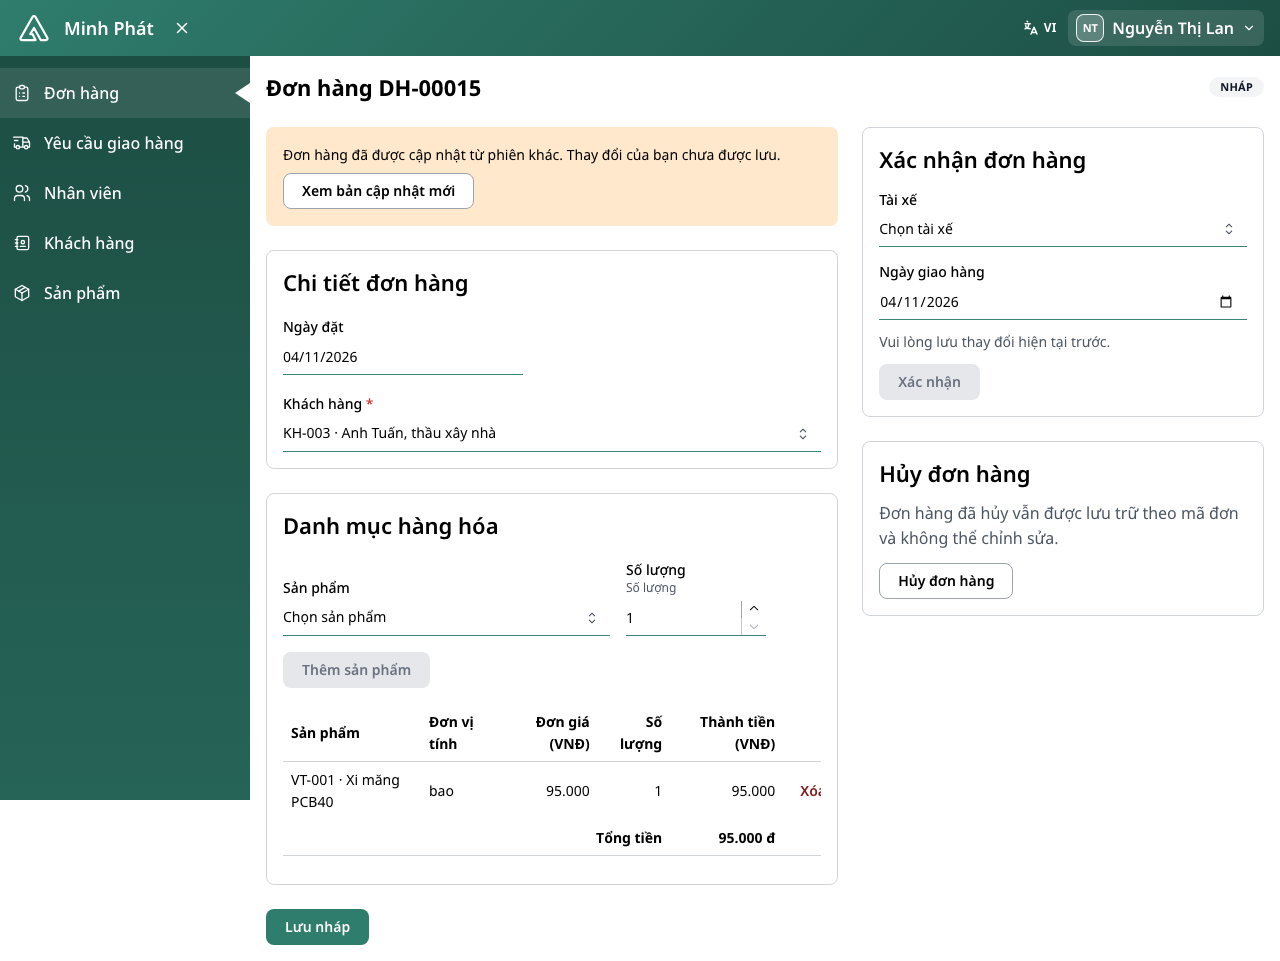 Minh Phát
VI
NT
Nguyễn Thị Lan
Đơn hàng
Yêu cầu giao hàng
Nhân viên
Khách hàng
Sản phẩm
Đơn hàng DH-00015
NHÁP
Đơn hàng đã được cập nhật từ phiên khác. Thay đổi của bạn chưa được lưu.
Xem bản cập nhật mới
Chi tiết đơn hàng
Ngày đặt
04/11/2026
Khách hàng *
KH-003 · Anh Tuấn, thầu xây nhà
Danh mục hàng hóa
Sản phẩm
Chọn sản phẩm
Số lượng
Số lượng
1
Thêm sản phẩm
Sản phẩm
Đơn vị
tính
Đơn giá
(VNĐ)
Số
lượng
Thành tiền
(VNĐ)
VT-001 · Xi măng
PCB40
bao
95.000
1
95.000
Xóa
Tổng tiền
95.000 đ
Lưu nháp
Xác nhận đơn hàng
Tài xế
Chọn tài xế
Ngày giao hàng
04/11/2026
Vui lòng lưu thay đổi hiện tại trước.
Xác nhận
Hủy đơn hàng
Đơn hàng đã hủy vẫn được lưu trữ theo mã đơn
và không thể chỉnh sửa.
Hủy đơn hàng